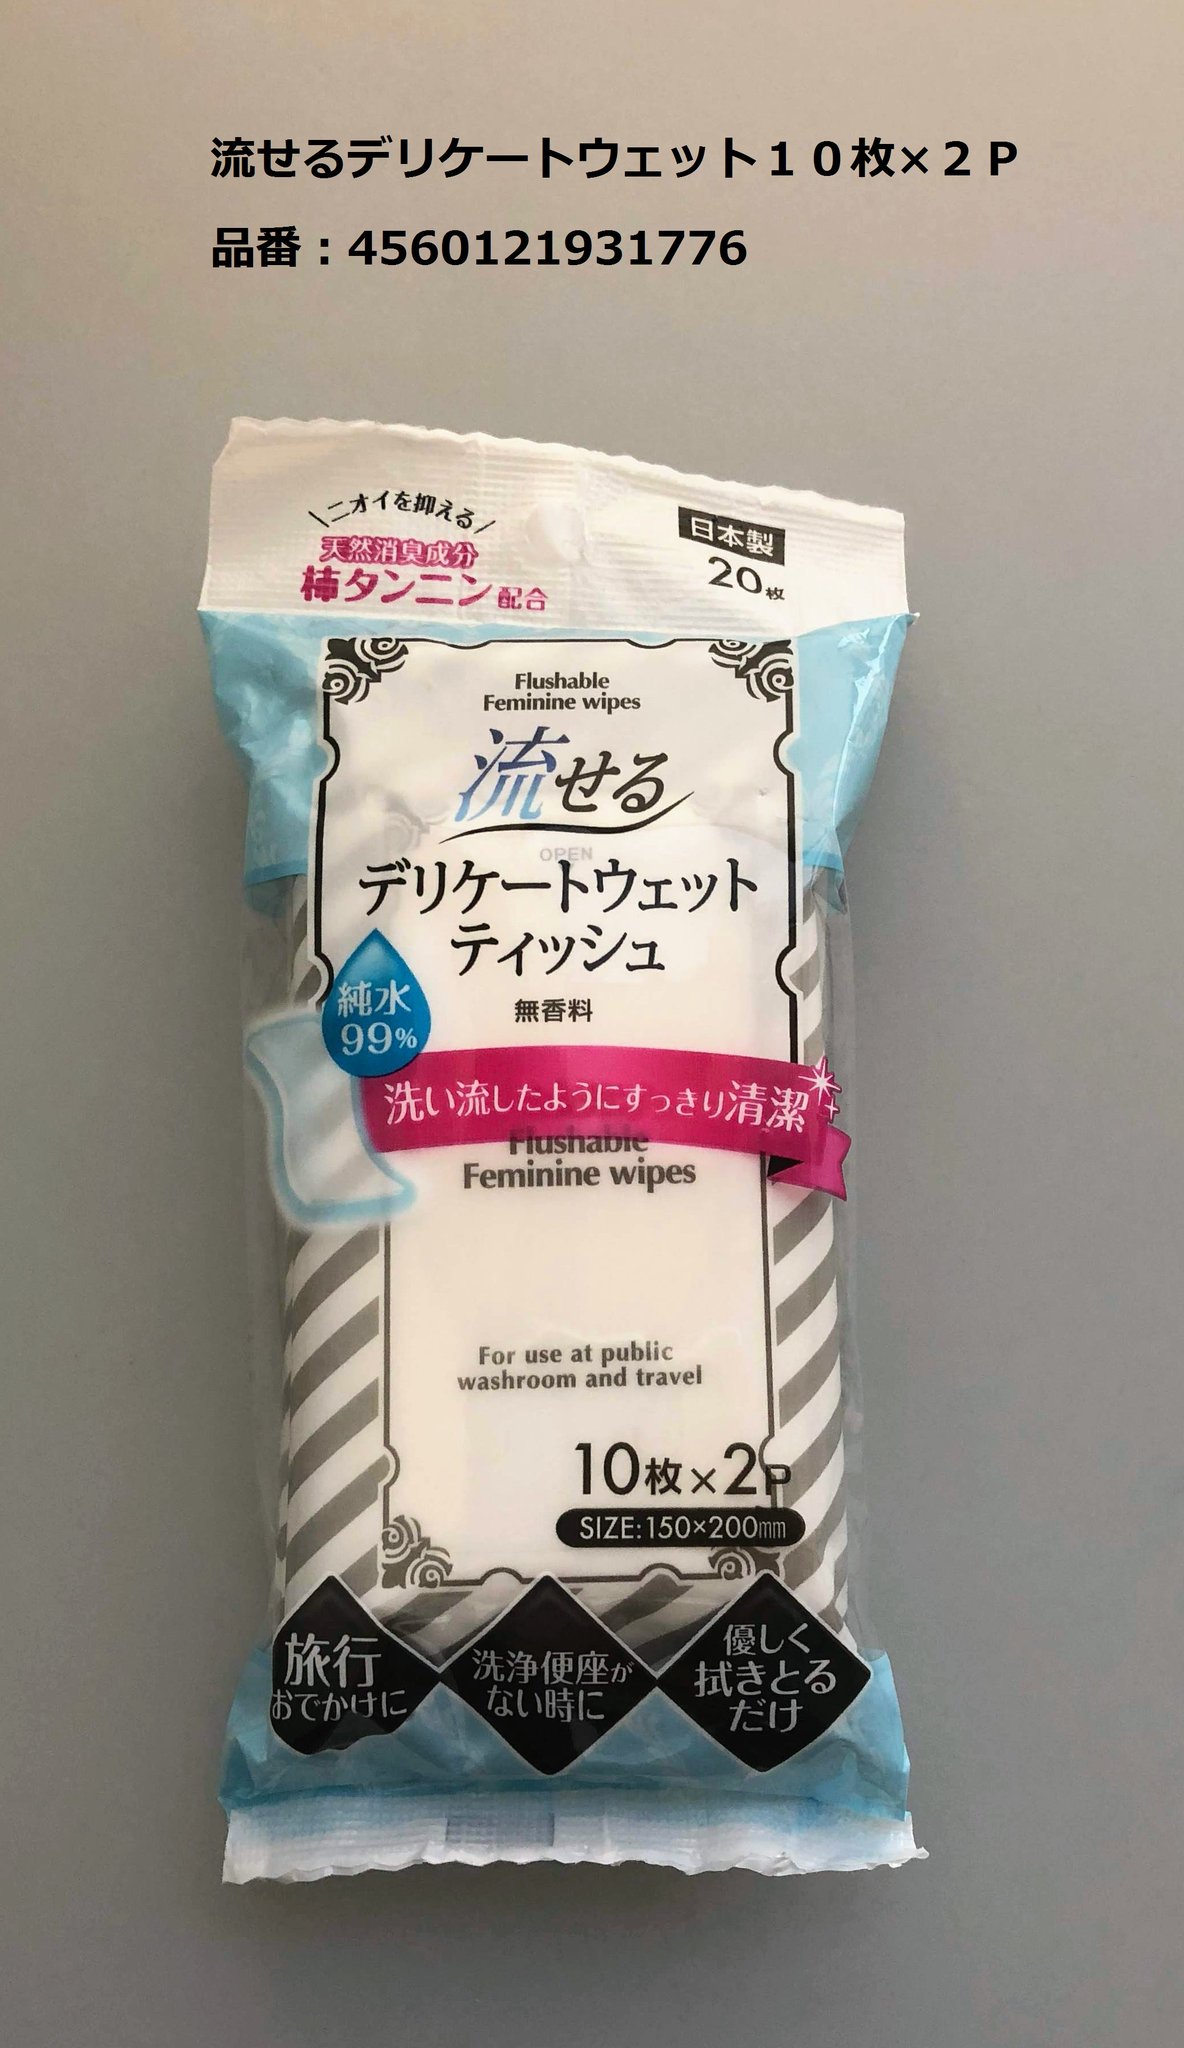 流せるデリケートウェット１０枚×２Ｐ
品番：4560121931776
ニオイを抑える
天然消臭成分
柿タンニン配合
日本製
20枚
Flushable
Feminine wipes
流せる
OPEN
デリケートウェット
ティッシュ
純水
99%
無香料
洗い流したようにすっきり清潔
Flushable
Feminine wipes
For use at public
washroom and travel
10枚×2P
SIZE:150×200mm
旅行
おでかけに
洗浄便座が
ない時に
優しく
拭きとる
だけ